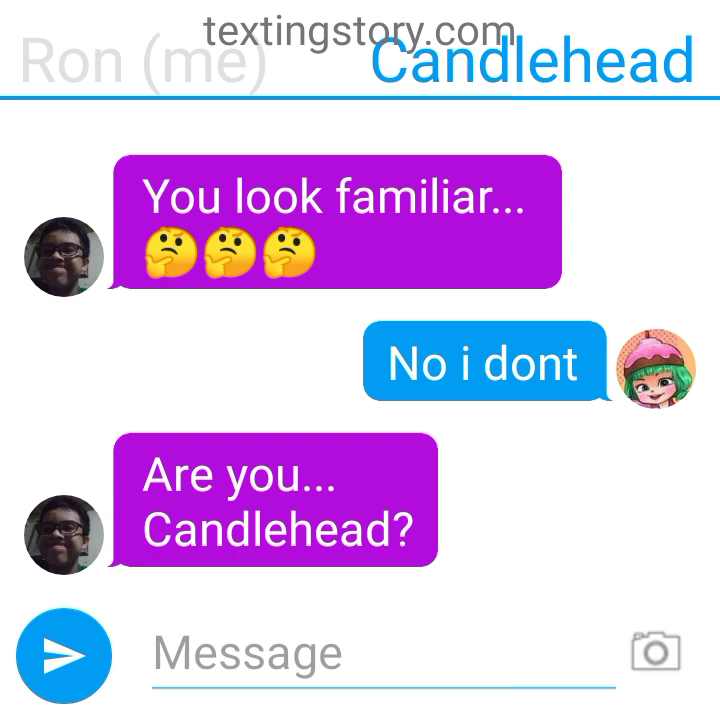 textingstory.com
Ron (me) Candlehead
You look familiar...
🤔🤔🤔
No i dont
Are you...
Candlehead?
Message